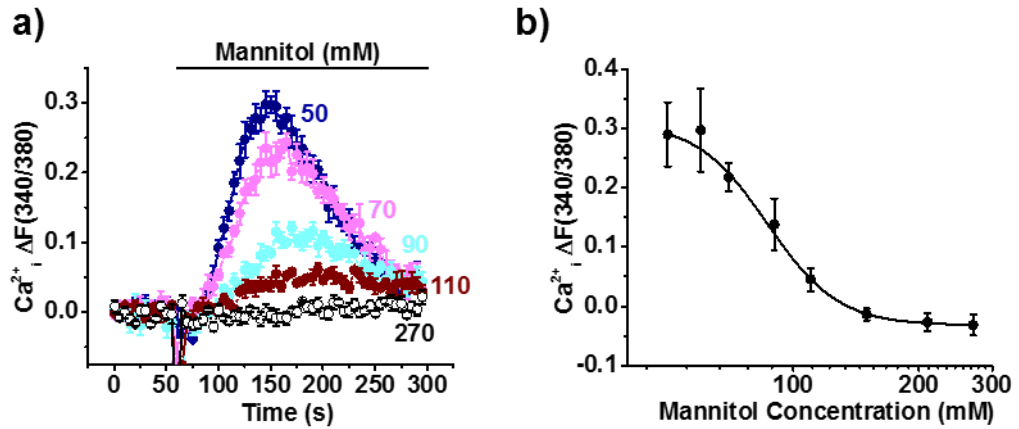 a)
Mannitol (mM)
Ca²⁺ᵢ ΔF(340/380)
0.3
0.2
0.1
0.0
50
70
90
110
270
0 50 100 150 200 250 300
Time (s)
b)
Ca²⁺ᵢ ΔF(340/380)
0.4
0.3
0.2
0.1
0.0
-0.1
100 200 300
Mannitol Concentration (mM)